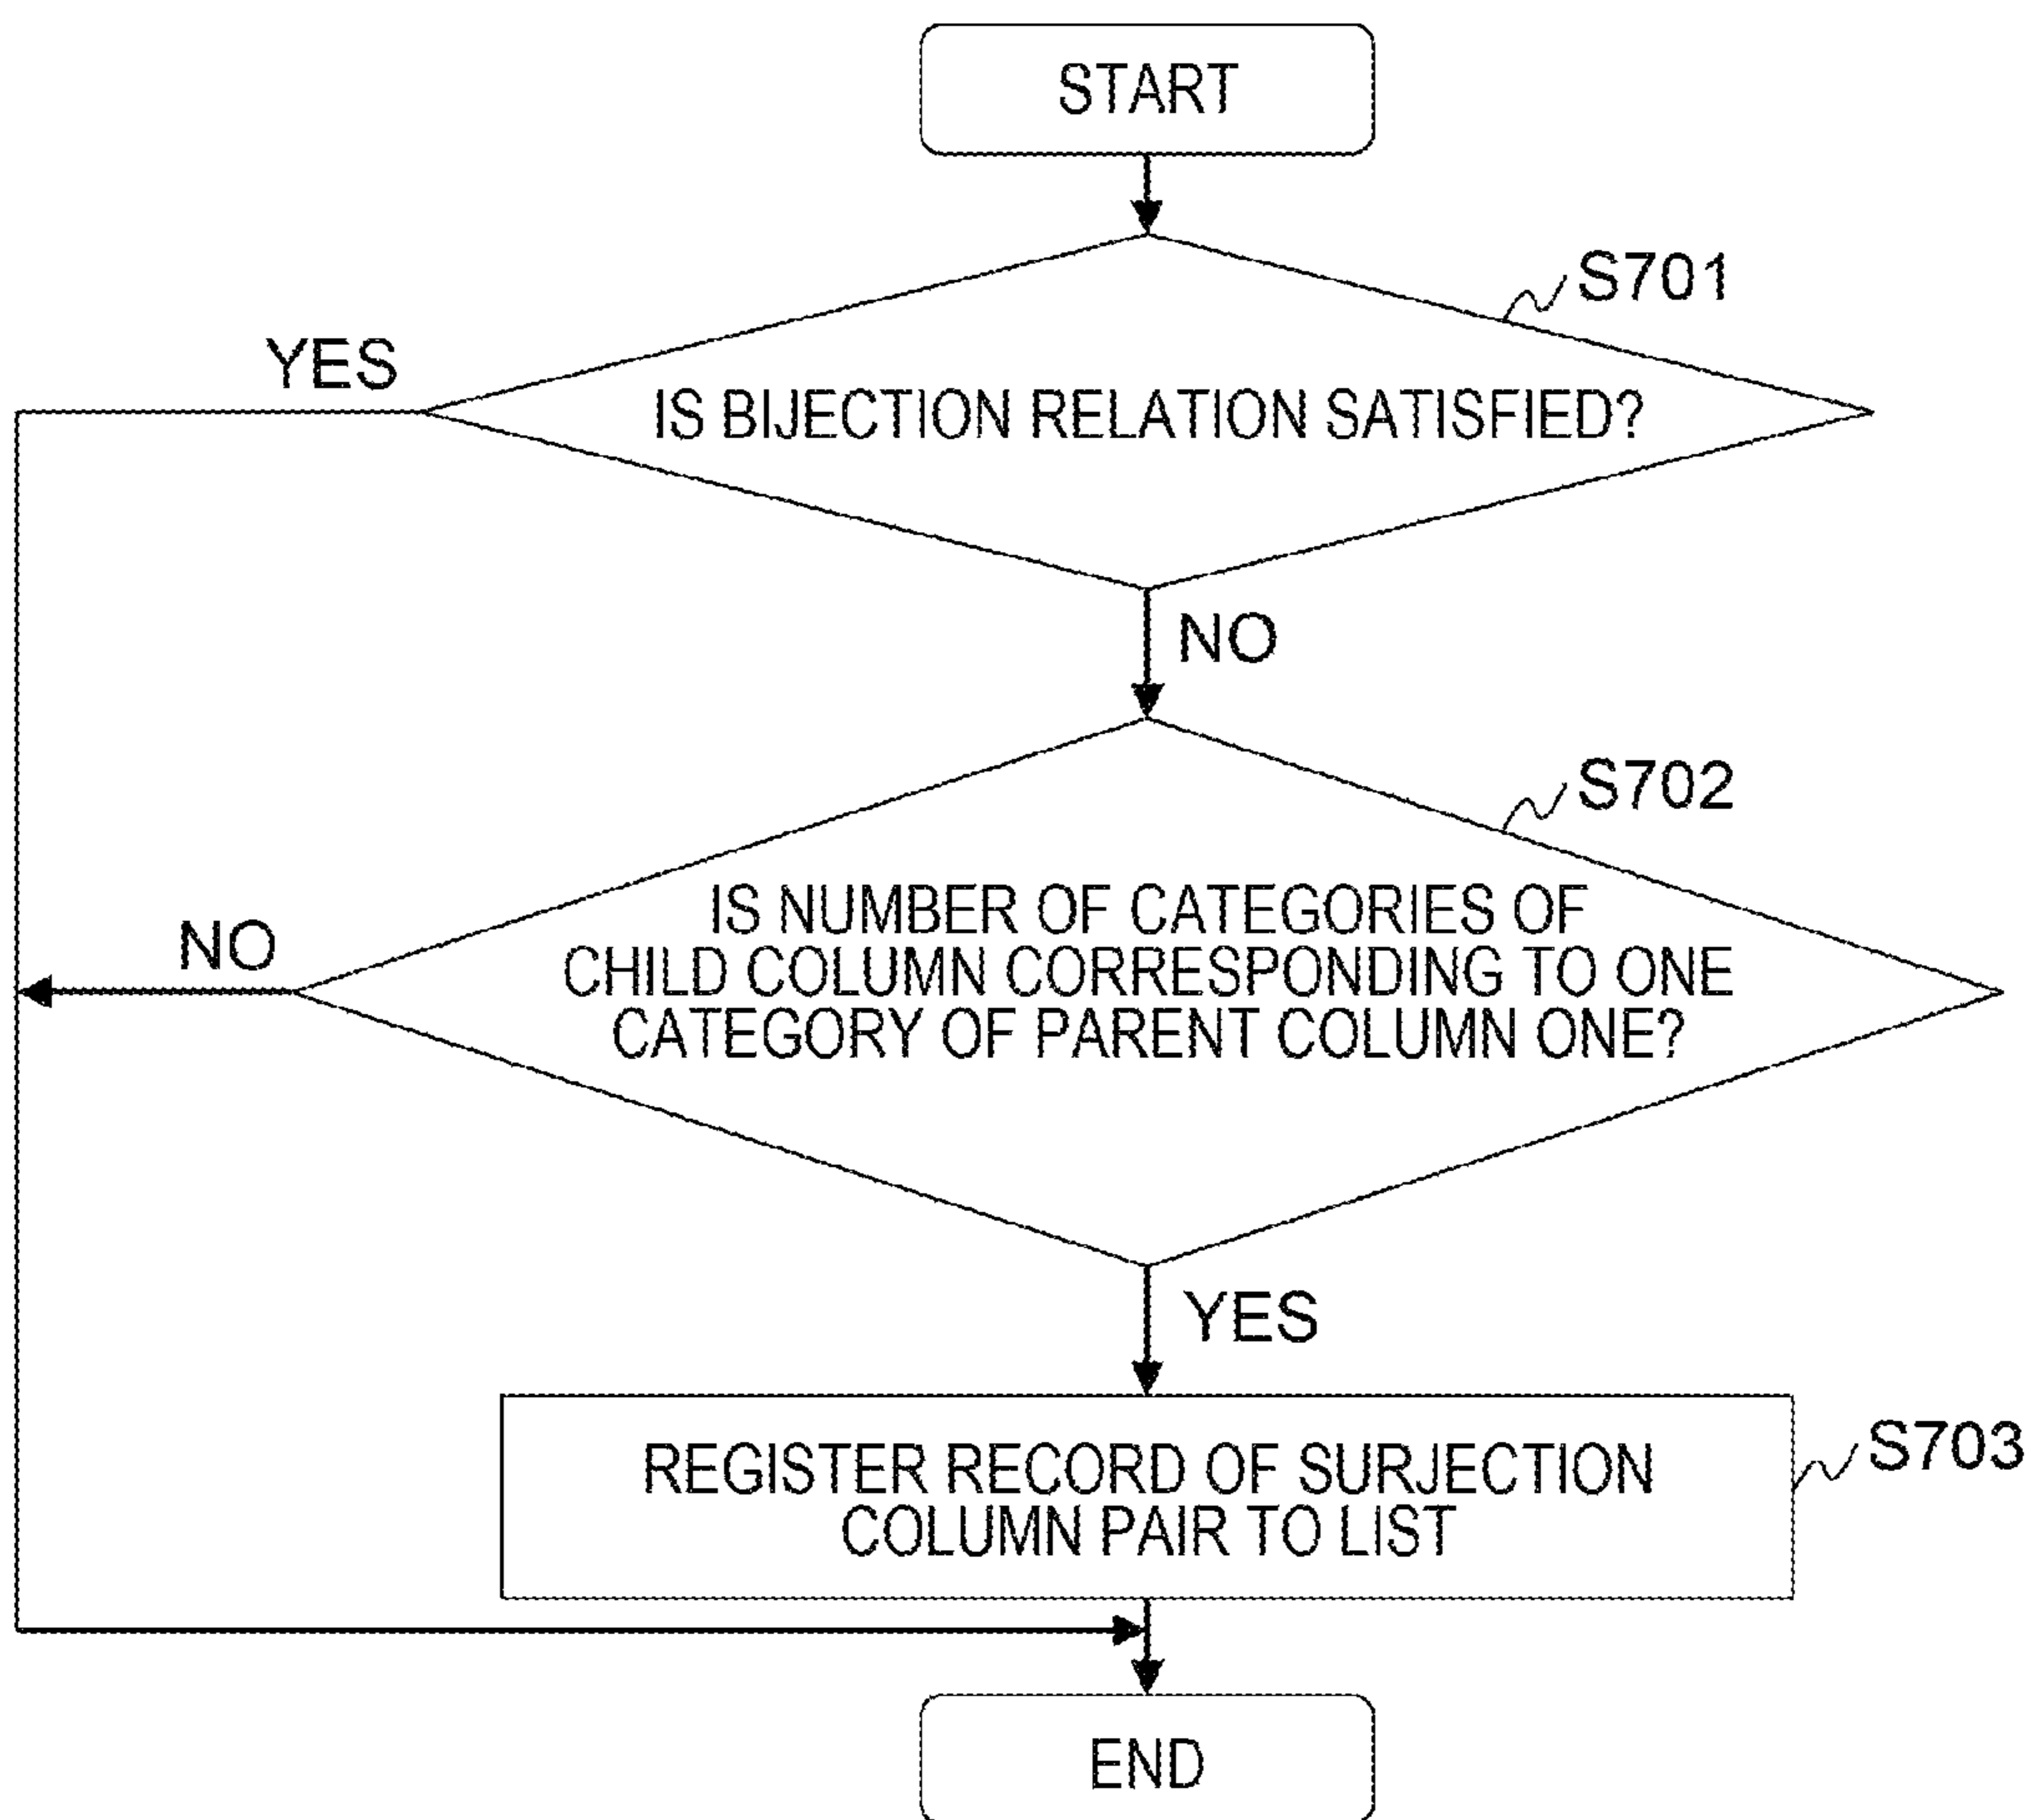 START
S701
YES
IS BIJECTION RELATION SATISFIED?
NO
S702
IS NUMBER OF CATEGORIES OF
CHILD COLUMN CORRESPONDING TO ONE
CATEGORY OF PARENT COLUMN ONE?
NO
YES
S703
REGISTER RECORD OF SURJECTION
COLUMN PAIR TO LIST
END